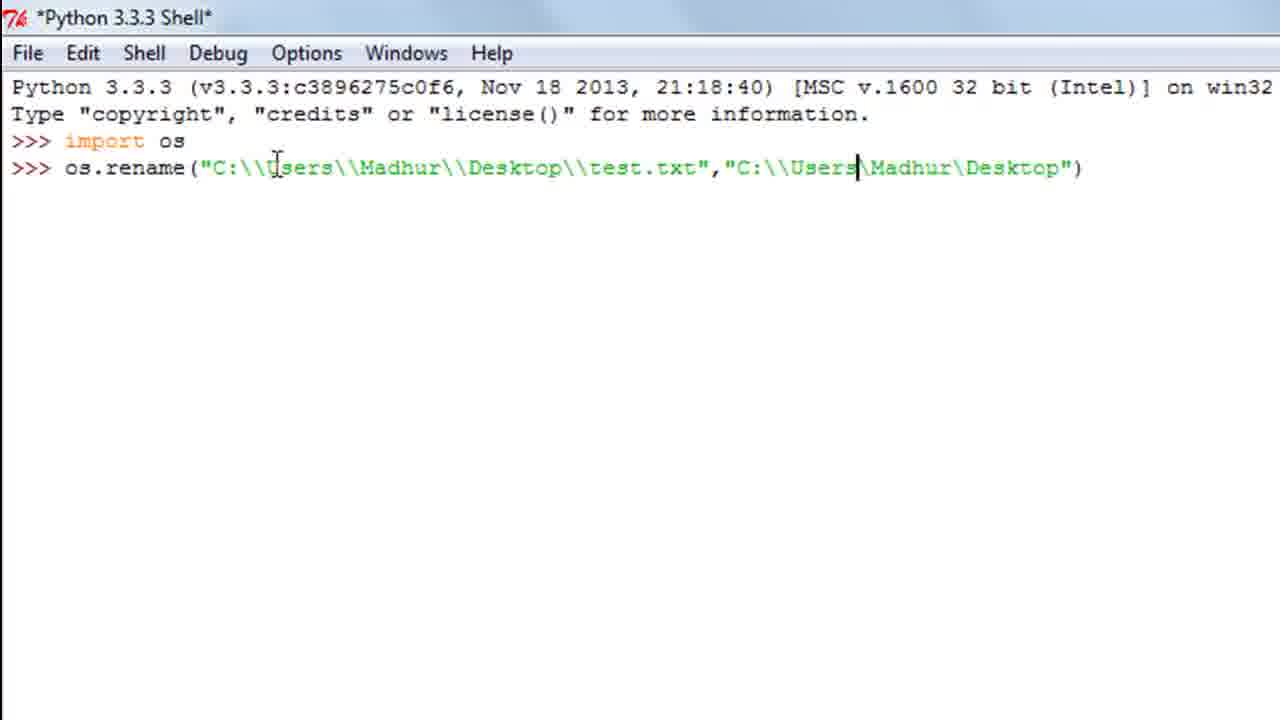 *Python 3.3.3 Shell*
File Edit Shell Debug Options Windows Help
Python 3.3.3 (v3.3.3:c3896275c0f6, Nov 18 2013, 21:18:40) [MSC v.1600 32 bit (Intel)] on win32
Type "copyright", "credits" or "license()" for more information.
>>> import os
>>> os.rename("C:\\Users\\Madhur\\Desktop\\test.txt","C:\\Users\Madhur\Desktop")